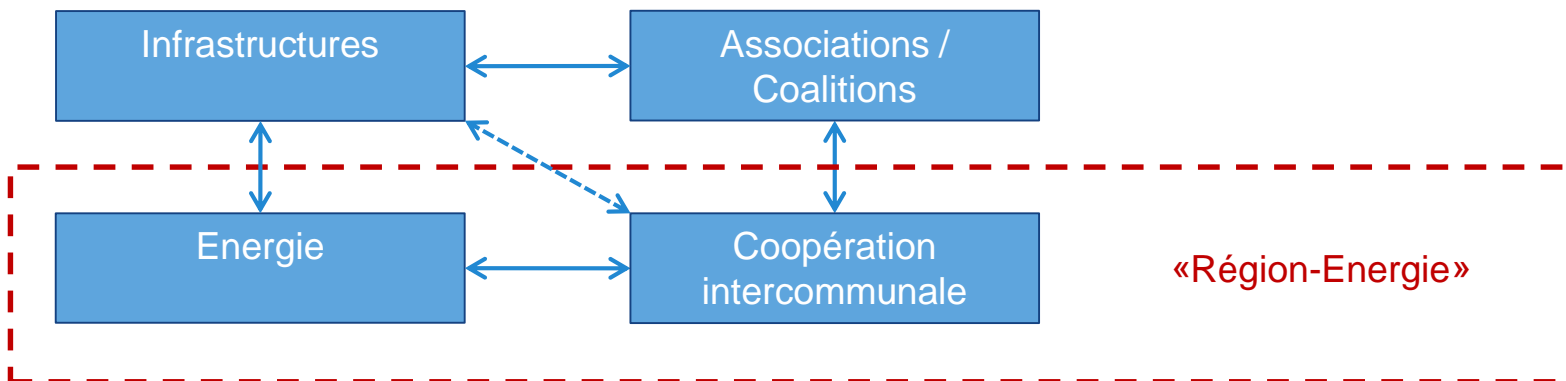 Infrastructures
Associations /
Coalitions
Energie
Coopération
intercommunale
«Région-Energie»